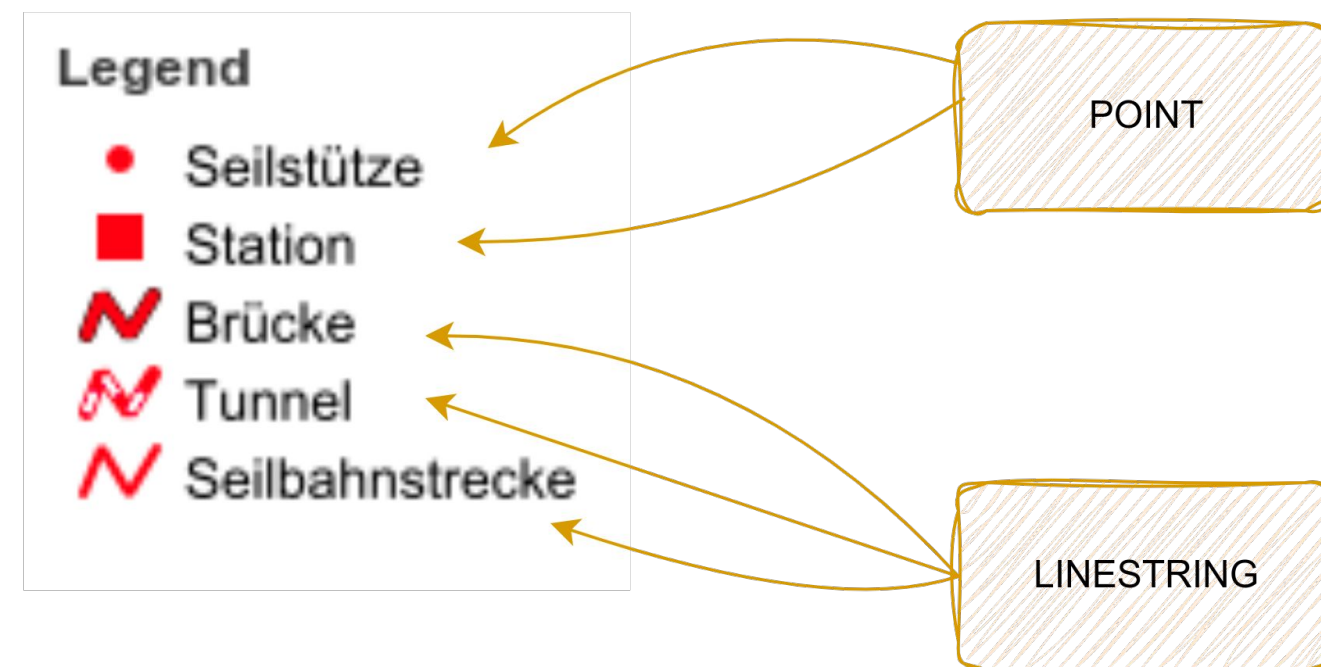 Legend
Seilstütze
Station
Brücke
Tunnel
Seilbahnstrecke
POINT
LINESTRING